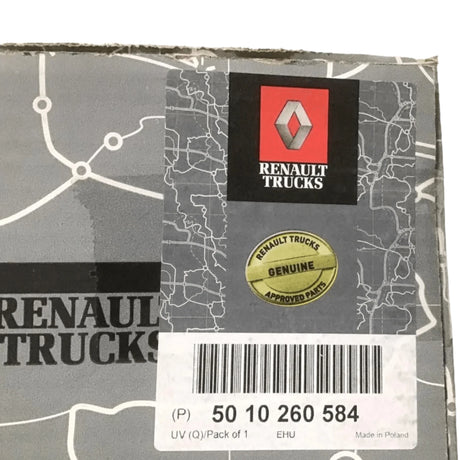 RENAULT
TRUCKS
RENAULT TRUCKS
GENUINE
APPROVED PARTS
RENAULT
TRUCKS
(P) 50 10 260 584
UV (Q)/Pack of 1 EHU Made in Poland